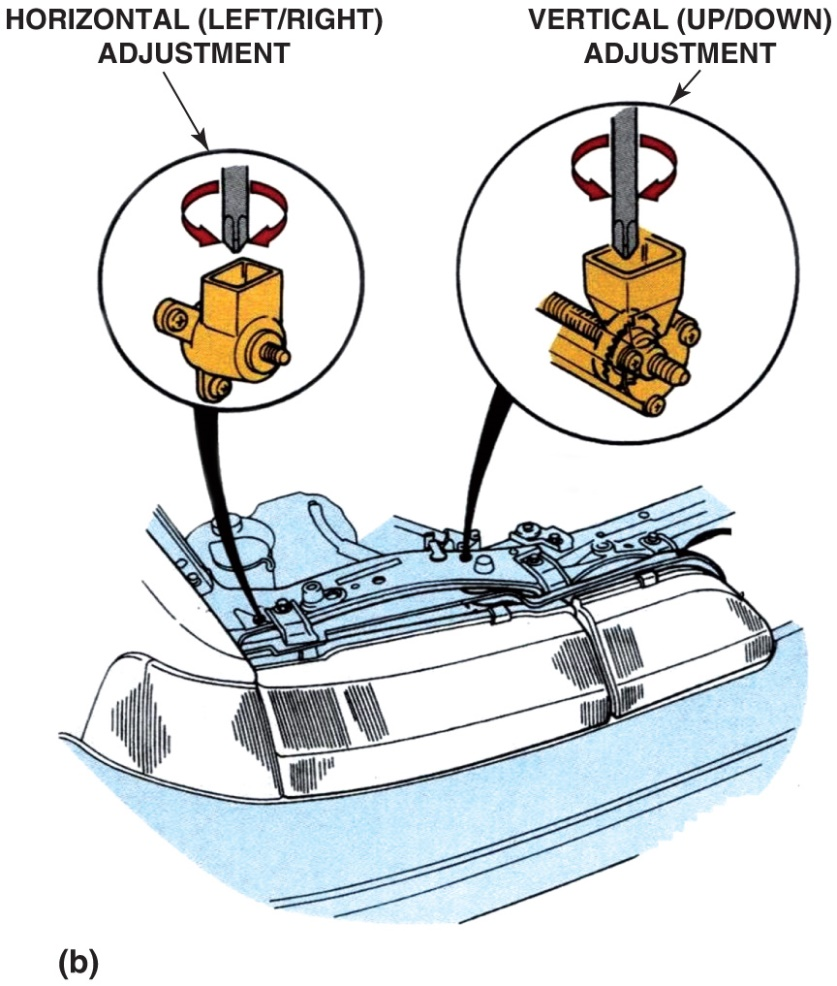 HORIZONTAL (LEFT/RIGHT)
ADJUSTMENT
VERTICAL (UP/DOWN)
ADJUSTMENT
(b)